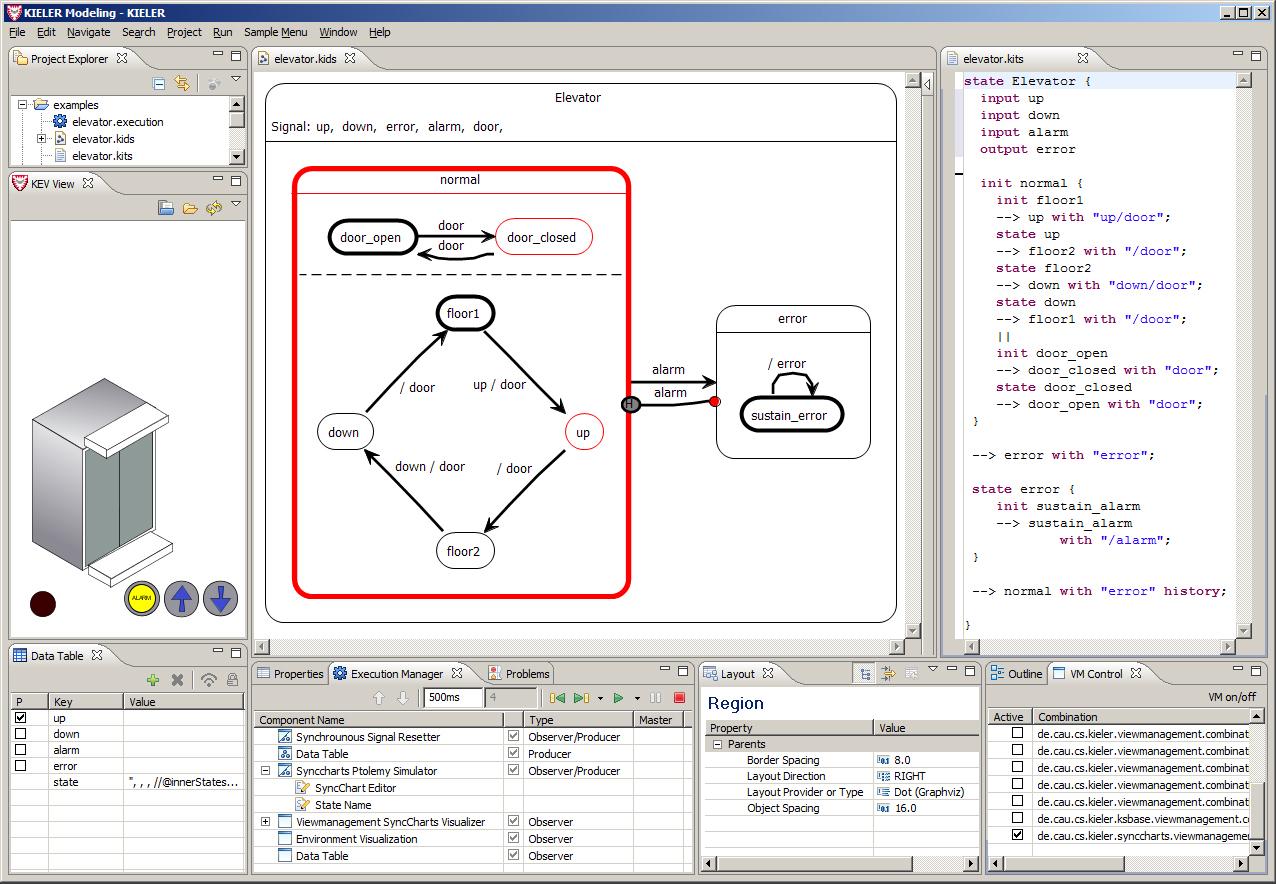 KIELER Modeling - KIELER
File Edit Navigate Search Project Run Sample Menu Window Help
Project Explorer
examples
elevator.execution
elevator.kids
elevator.kits
KEV View
ALARM
elevator.kids
Elevator
Signal: up, down, error, alarm, door,
normal
door_open
door
door
door_closed
floor1
/ door
up / door
down
up
down / door
/ door
floor2
alarm
alarm
H
error
/ error
sustain_error
elevator.kits
state Elevator {
input up
input down
input alarm
output error
init normal {
init floor1
--> up with "up/door";
state up
--> floor2 with "/door";
state floor2
--> down with "down/door";
state down
--> floor1 with "/door";
||
init door_open
--> door_closed with "door";
state door_closed
--> door_open with "door";
}
--> error with "error";
state error {
init sustain_alarm
--> sustain_alarm
with "/alarm";
}
--> normal with "error" history;
}
Data Table
P Key Value
up
down
alarm
error
state ", , , //@innerStates...
Properties Execution Manager Problems
500ms 4
Component Name Type Master
Synchrounous Signal Resetter Observer/Producer
Data Table Producer
Synccharts Ptolemy Simulator Observer/Producer
SyncChart Editor
State Name
Viewmanagement SyncCharts Visualizer Observer
Environment Visualization Observer
Data Table Observer
Layout
Region
Property Value
Parents
Border Spacing 8.0
Layout Direction RIGHT
Layout Provider or Type Dot (Graphviz)
Object Spacing 16.0
Outline VM Control
VM on/off
Active Combination
de.cau.cs.kieler.viewmanagement.combinat
de.cau.cs.kieler.viewmanagement.combinat
de.cau.cs.kieler.viewmanagement.combinat
de.cau.cs.kieler.viewmanagement.combinat
de.cau.cs.kieler.viewmanagement.combinat
de.cau.cs.kieler.ksbase.viewmanagement.c
de.cau.cs.kieler.synccharts.viewmanageme